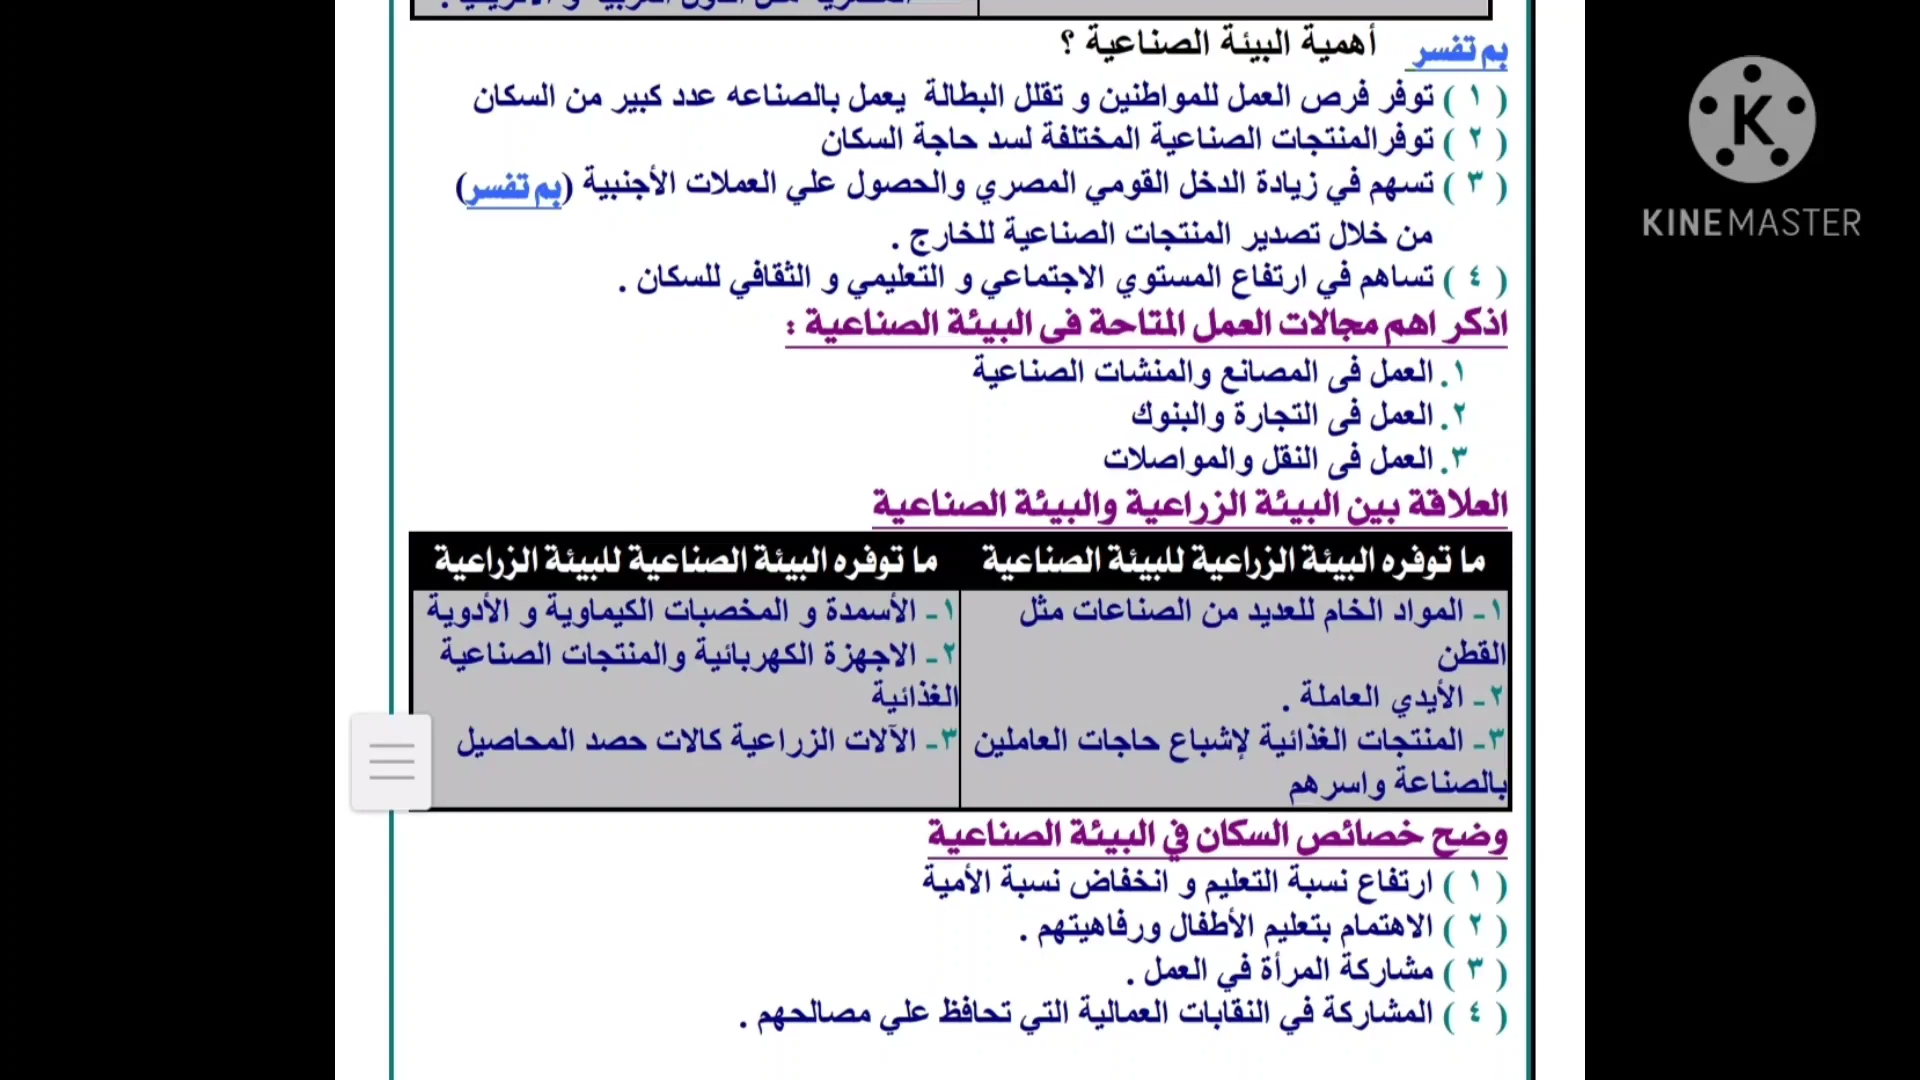 بم تفسر أهمية البيئة الصناعية ؟
( ١ ) توفر فرص العمل للمواطنين و تقلل البطالة يعمل بالصناعه عدد كبير من السكان
( ٢ ) توفرالمنتجات الصناعية المختلفة لسد حاجة السكان
( ٣ ) تسهم في زيادة الدخل القومي المصري والحصول علي العملات الأجنبية (بم تفسر)
من خلال تصدير المنتجات الصناعية للخارج .
( ٤ ) تساهم في ارتفاع المستوي الاجتماعي و التعليمي و الثقافي للسكان .
اذكر اهم مجالات العمل المتاحة فى البيئة الصناعية :
١. العمل فى المصانع والمنشات الصناعية
٢. العمل فى التجارة والبنوك
٣. العمل فى النقل والمواصلات
العلاقة بين البيئة الزراعية والبيئة الصناعية
ما توفره البيئة الزراعية للبيئة الصناعية
١- المواد الخام للعديد من الصناعات مثل
القطن
٢- الأيدي العاملة .
٣- المنتجات الغذائية لإشباع حاجات العاملين
بالصناعة واسرهم
ما توفره البيئة الصناعية للبيئة الزراعية
١- الأسمدة و المخصبات الكيماوية و الأدوية
٢- الاجهزة الكهربائية والمنتجات الصناعية
الغذائية
٣- الآلات الزراعية كالات حصد المحاصيل
وضح خصائص السكان في البيئة الصناعية
( ١ ) ارتفاع نسبة التعليم و انخفاض نسبة الأمية
( ٢ ) الاهتمام بتعليم الأطفال ورفاهيتهم .
( ٣ ) مشاركة المرأة في العمل .
( ٤ ) المشاركة في النقابات العمالية التي تحافظ علي مصالحهم .
K
KINEMASTER